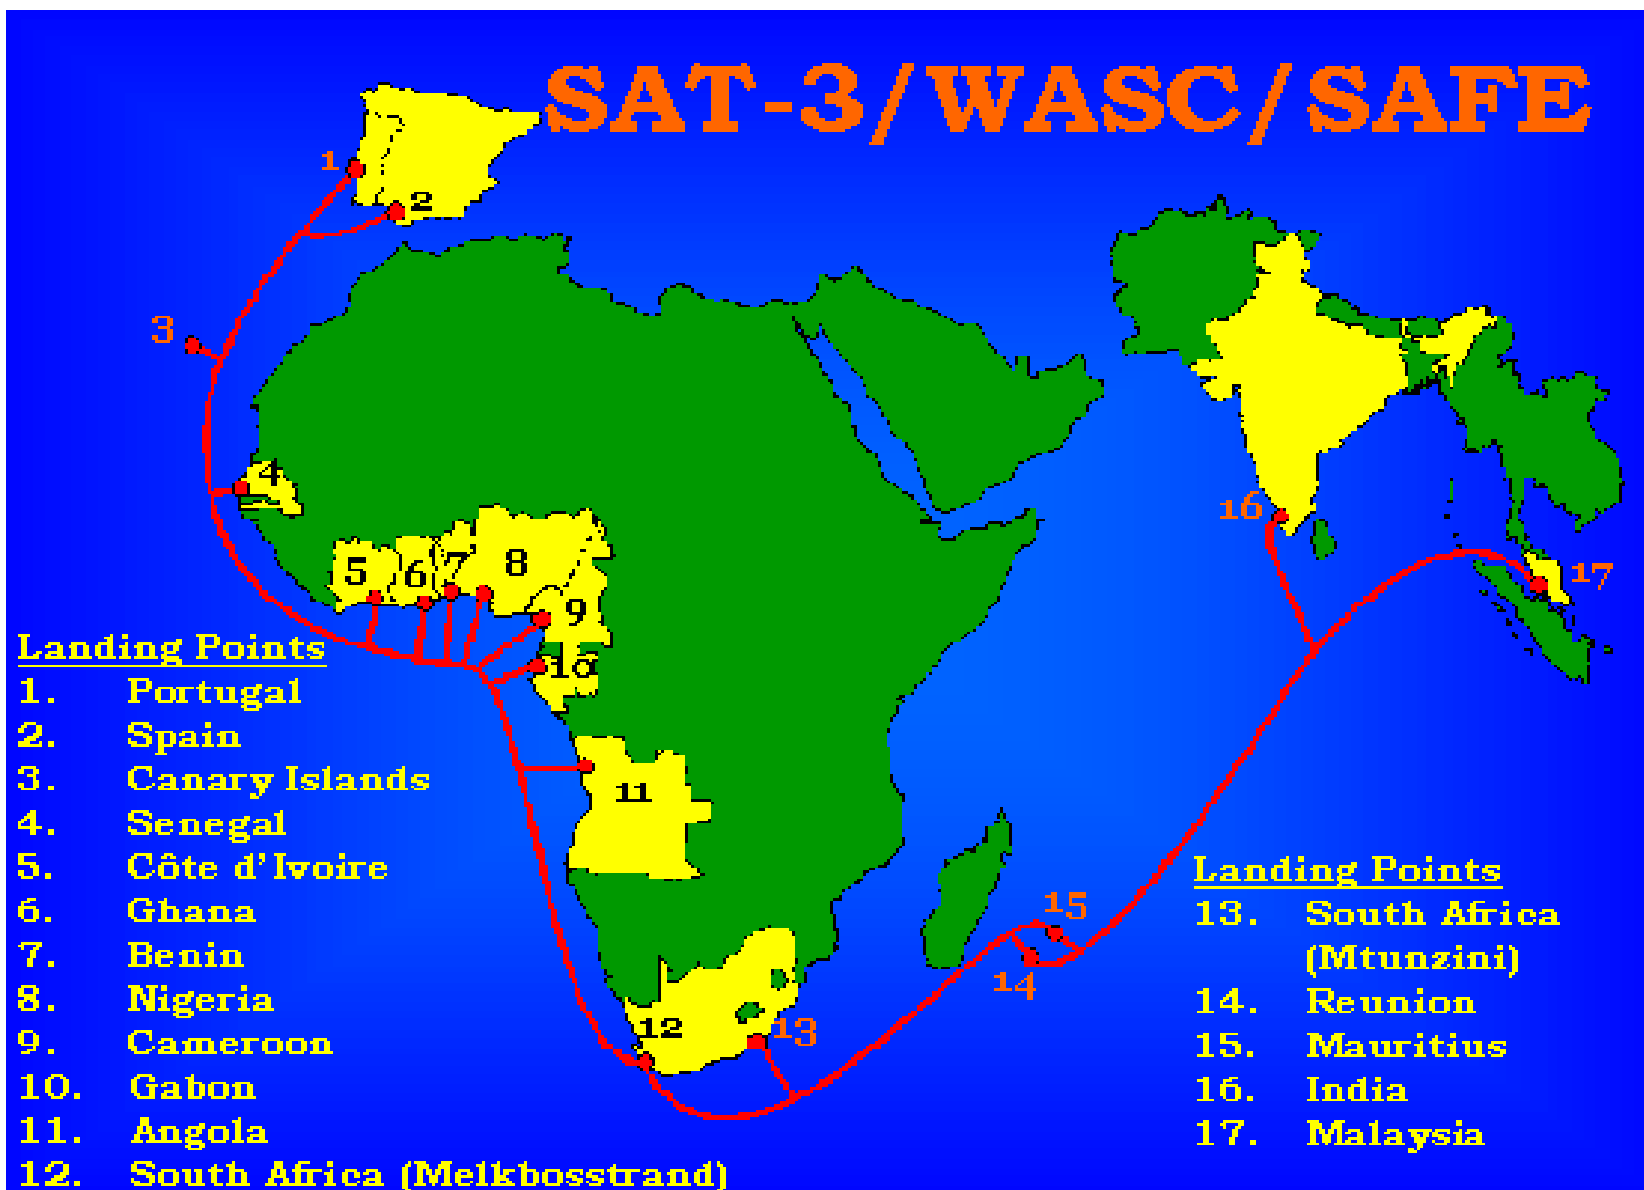 SAT-3/WASC/SAFE
1
2
3
4
5
6
7
8
9
10
11
12
13
14
15
16
17
Landing Points
1. Portugal
2. Spain
3. Canary Islands
4. Senegal
5. Côte d'Ivoire
6. Ghana
7. Benin
8. Nigeria
9. Cameroon
10. Gabon
11. Angola
12. South Africa (Melkbosstrand)
Landing Points
13. South Africa
(Mtunzini)
14. Reunion
15. Mauritius
16. India
17. Malaysia